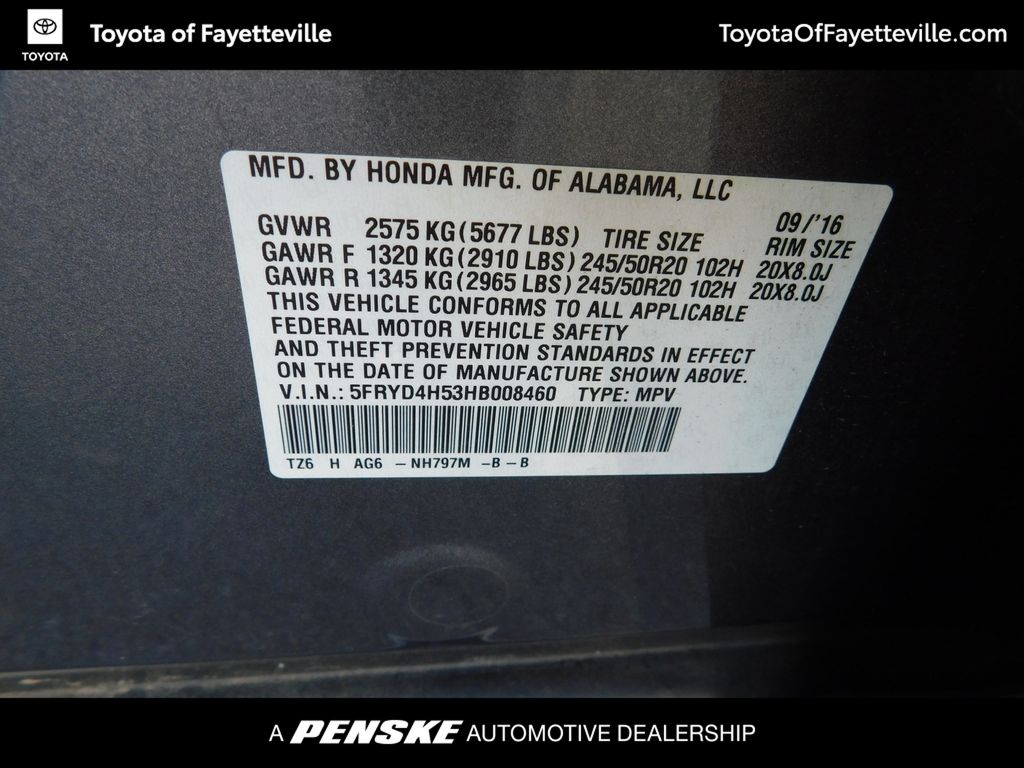 TOYOTA
Toyota of Fayetteville
ToyotaOfFayetteville.com
MFD. BY HONDA MFG. OF ALABAMA, LLC
09/'16
GVWR 2575 KG (5677 LBS) TIRE SIZE RIM SIZE
GAWR F 1320 KG (2910 LBS) 245/50R20 102H 20X8.0J
GAWR R 1345 KG (2965 LBS) 245/50R20 102H 20X8.0J
THIS VEHICLE CONFORMS TO ALL APPLICABLE
FEDERAL MOTOR VEHICLE SAFETY
AND THEFT PREVENTION STANDARDS IN EFFECT
ON THE DATE OF MANUFACTURE SHOWN ABOVE.
V.I.N.: 5FRYD4H53HB008460 TYPE: MPV
TZ6 H AG6 -NH797M -B-B
A PENSKE AUTOMOTIVE DEALERSHIP